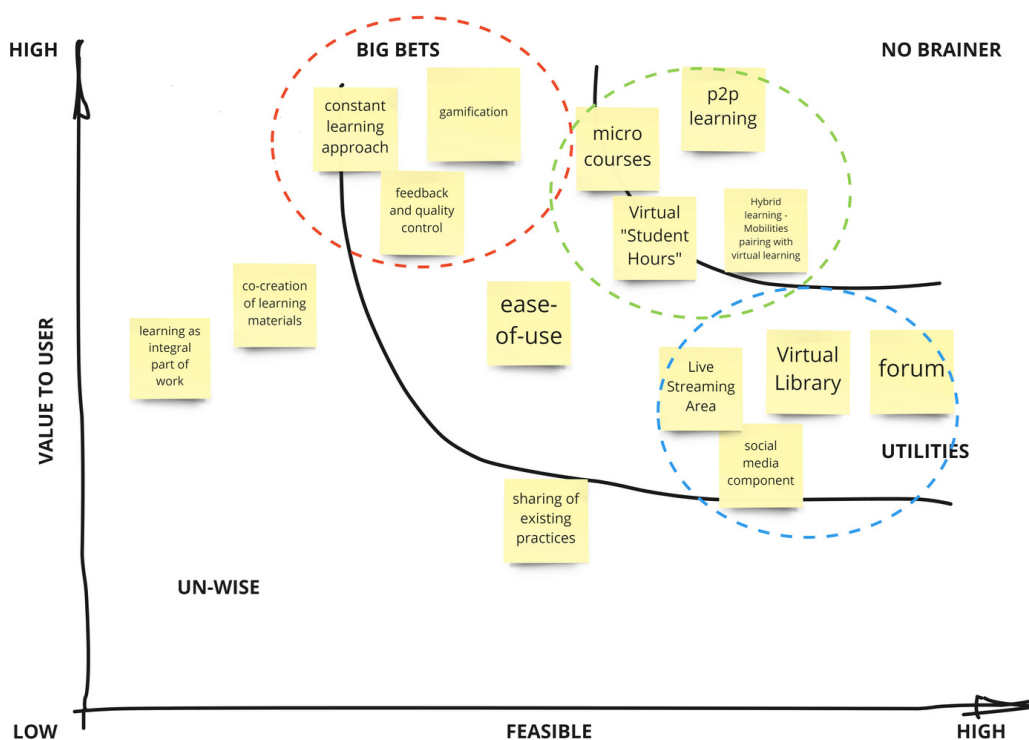 HIGH
BIG BETS
NO BRAINER
constant
learning
approach
gamification
feedback
and quality
control
micro
courses
p2p
learning
Virtual
"Student
Hours"
Hybrid
learning -
Mobilities
pairing with
virtual learning
co-creation
of learning
materials
learning as
integral
part of
work
ease-
of-use
Live
Streaming
Area
Virtual
Library
forum
UTILITIES
social
media
component
sharing of
existing
practices
VALUE TO USER
UN-WISE
LOW
FEASIBLE
HIGH